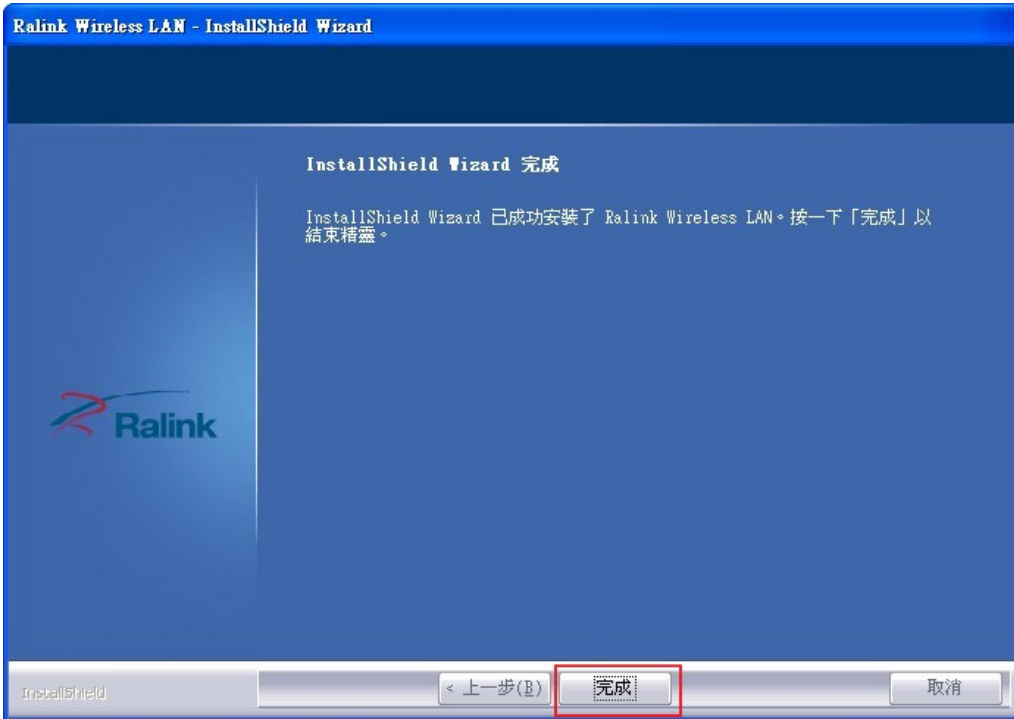 Ralink Wireless LAN - InstallShield Wizard
InstallShield Wizard 完成
InstallShield Wizard 已成功安裝了 Ralink Wireless LAN。按一下「完成」以
結束精靈。
Ralink
InstallShield
< 上一步(B)
完成
取消